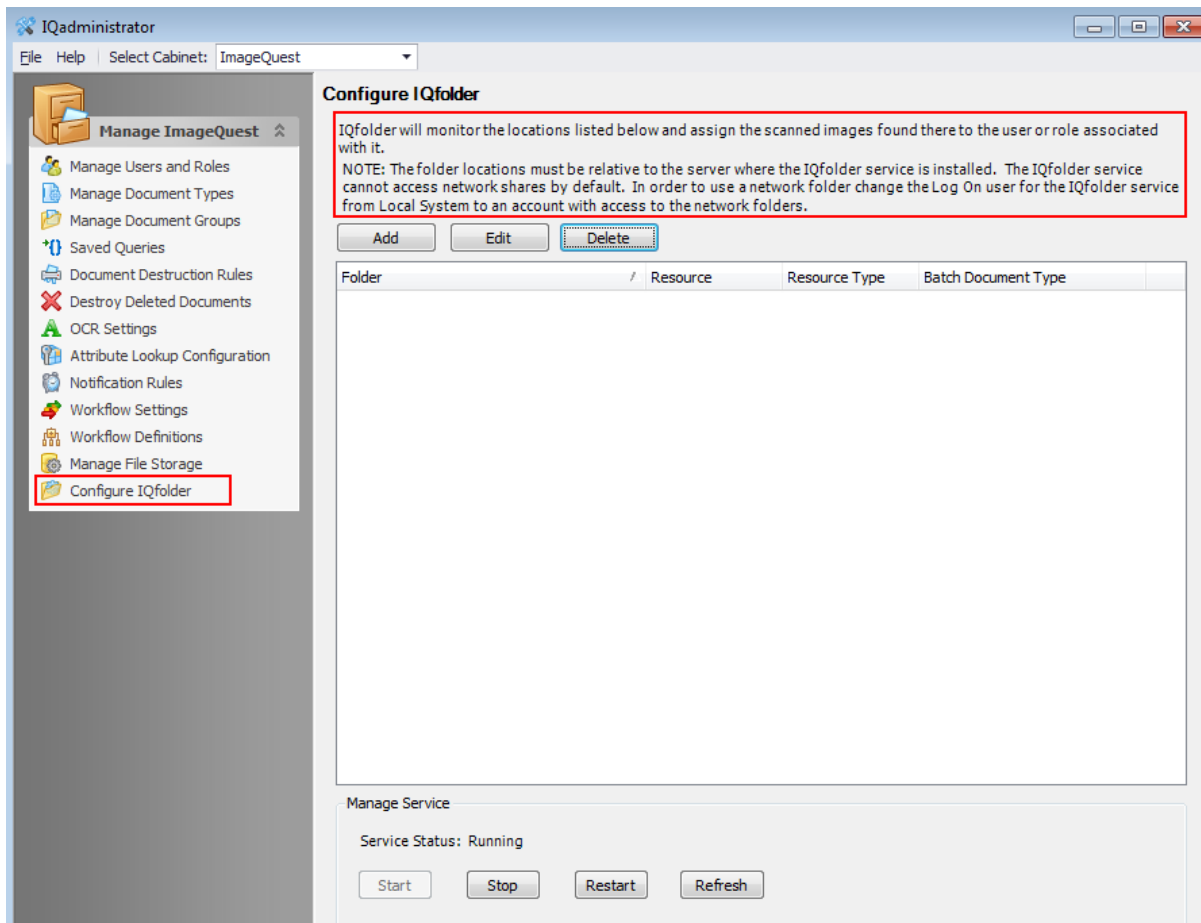 IQadministrator
File Help Select Cabinet: ImageQuest
Manage ImageQuest
Manage Users and Roles
Manage Document Types
Manage Document Groups
Saved Queries
Document Destruction Rules
Destroy Deleted Documents
OCR Settings
Attribute Lookup Configuration
Notification Rules
Workflow Settings
Workflow Definitions
Manage File Storage
Configure IQfolder
Configure IQfolder
IQfolder will monitor the locations listed below and assign the scanned images found there to the user or role associated
with it.
NOTE: The folder locations must be relative to the server where the IQfolder service is installed. The IQfolder service
cannot access network shares by default. In order to use a network folder change the Log On user for the IQfolder service
from Local System to an account with access to the network folders.
Add Edit Delete
Folder Resource Resource Type Batch Document Type
Manage Service
Service Status: Running
Start Stop Restart Refresh